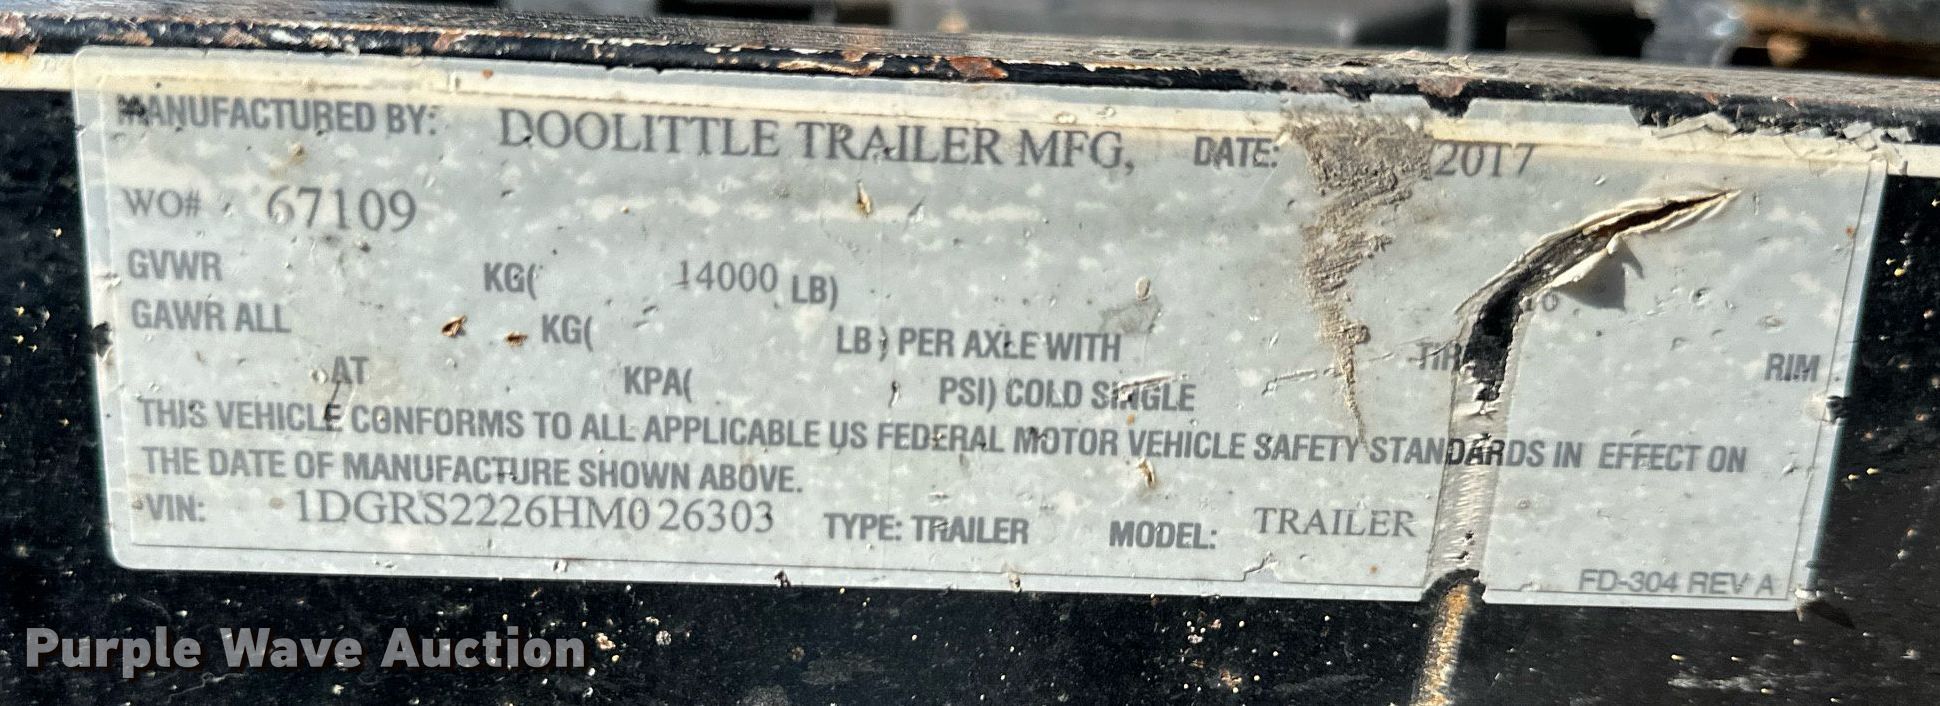 MANUFACTURED BY: DOOLITTLE TRAILER MFG, DATE: /2017
WO# 67109
GVWR KG( 14000 LB)
GAWR ALL KG( LB) PER AXLE WITH RIM
AT KPA( PSI) COLD SINGLE
THIS VEHICLE CONFORMS TO ALL APPLICABLE US FEDERAL MOTOR VEHICLE SAFETY STANDARDS IN EFFECT ON
THE DATE OF MANUFACTURE SHOWN ABOVE.
VIN: 1DGRS2226HM026303 TYPE: TRAILER MODEL: TRAILER
FD-304 REV A
Purple Wave Auction